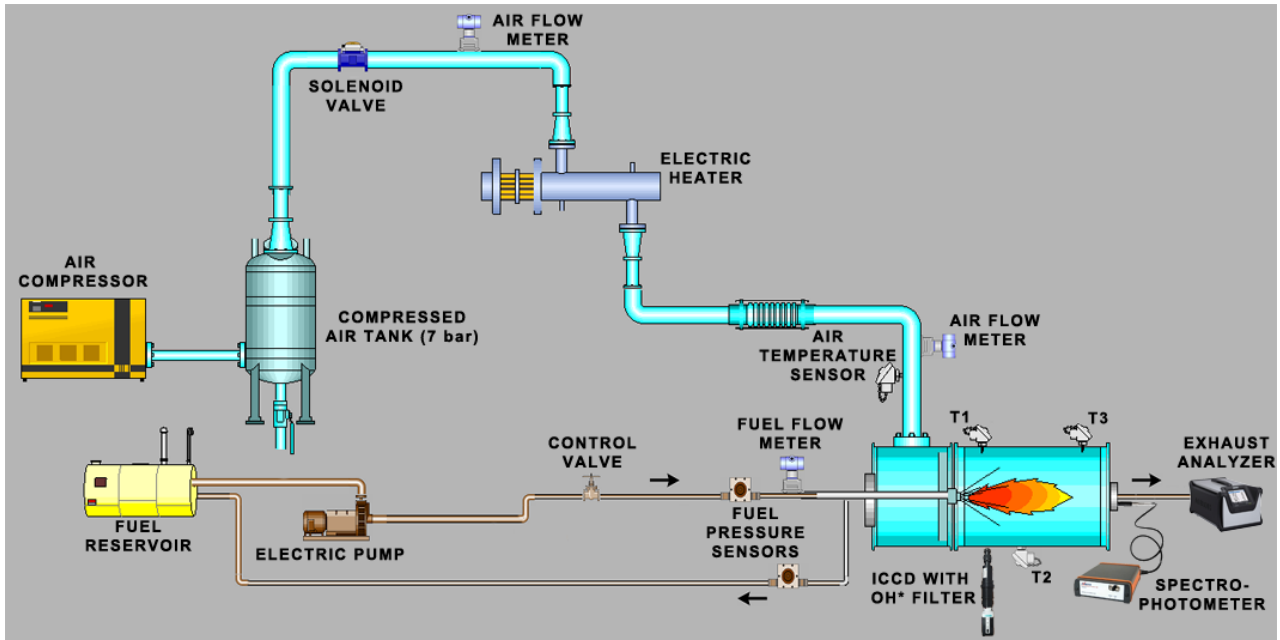 AIR FLOW
METER
SOLENOID
VALVE
ELECTRIC
HEATER
AIR
COMPRESSOR
COMPRESSED
AIR TANK (7 bar)
AIR
TEMPERATURE
SENSOR
AIR FLOW
METER
T1
T3
FUEL FLOW
METER
CONTROL
VALVE
EXHAUST
ANALYZER
FUEL
RESERVOIR
ELECTRIC PUMP
FUEL
PRESSURE
SENSORS
T2
ICCD WITH
OH* FILTER
SPECTRO-
PHOTOMETER